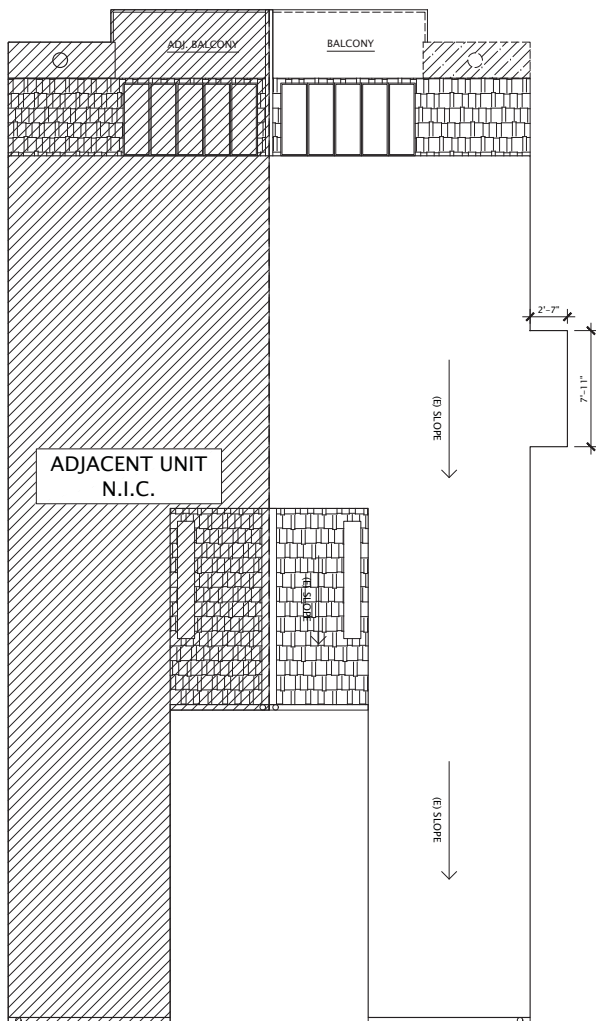 ADJ. BALCONY
BALCONY
2'-7"
7'-11"
(E) SLOPE
ADJACENT UNIT
N.I.C.
(E) SLOPE
(E) SLOPE